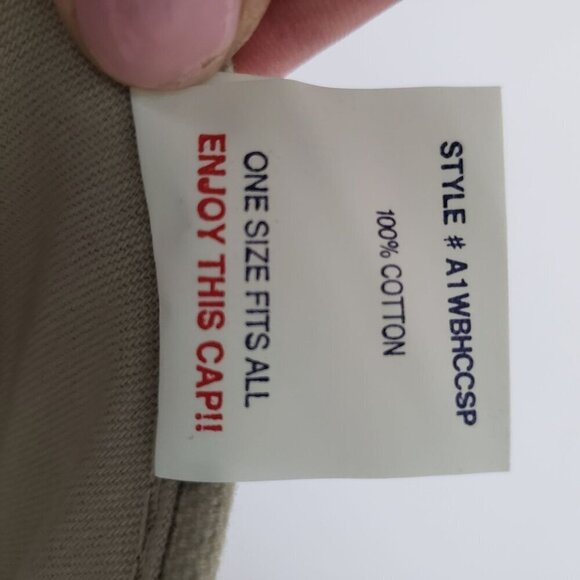 STYLE # A1WBHCCSP
100% COTTON
ONE SIZE FITS ALL
ENJOY THIS CAP!!